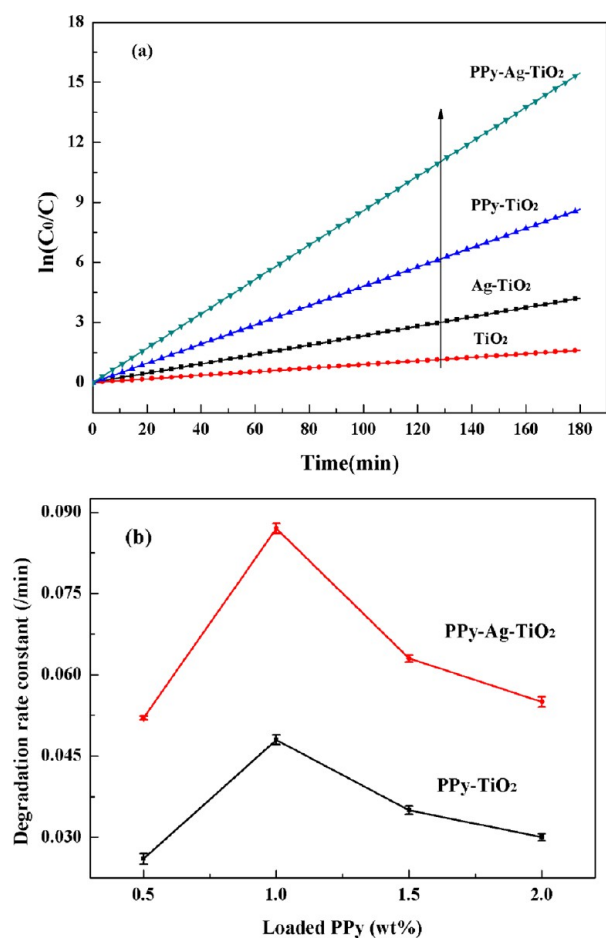 18
15
12
9
6
3
0
ln(C₀/C)
(a)
PPy-Ag-TiO₂
PPy-TiO₂
Ag-TiO₂
TiO₂
0 20 40 60 80 100 120 140 160 180
Time(min)
0.090
0.075
0.060
0.045
0.030
Degradation rate constant (/min)
(b)
PPy-Ag-TiO₂
PPy-TiO₂
0.5 1.0 1.5 2.0
Loaded PPy (wt%)